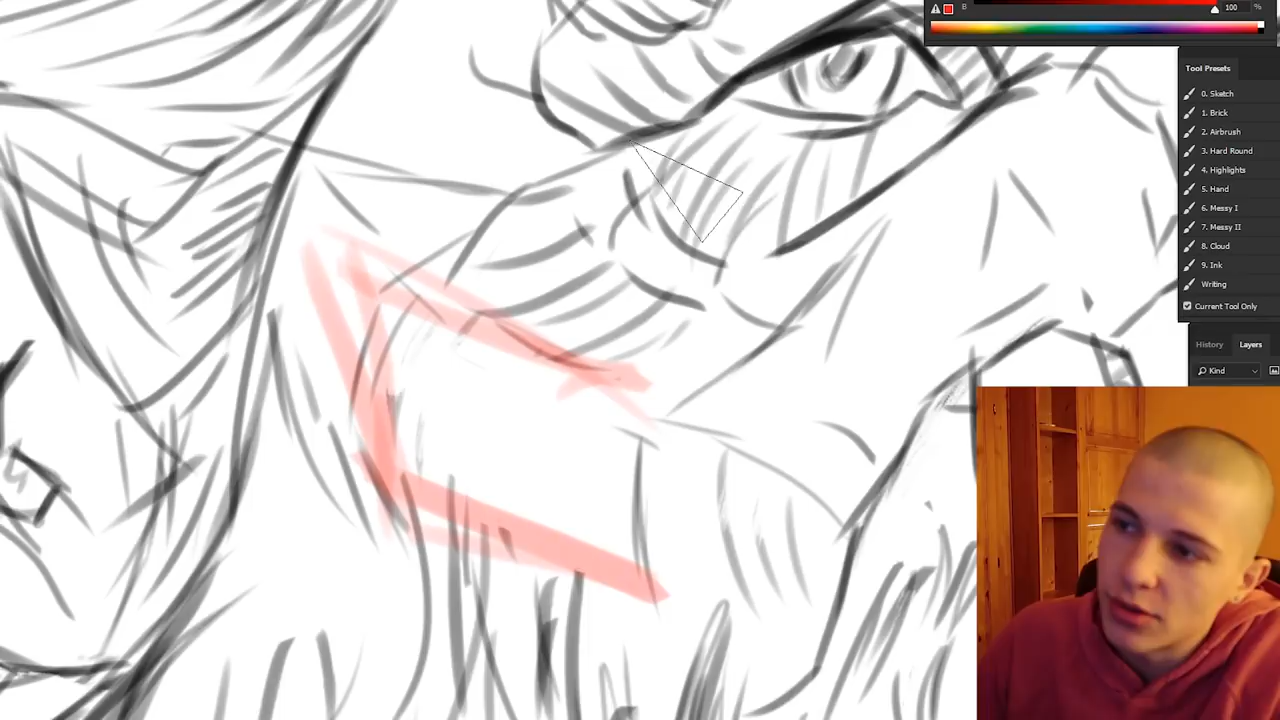 B
100
%
Tool Presets
0. Sketch
1. Brick
2. Airbrush
3. Hard Round
4. Highlights
5. Hand
6. Messy I
7. Messy II
8. Cloud
9. Ink
Writing
Current Tool Only
History
Layers
Kind